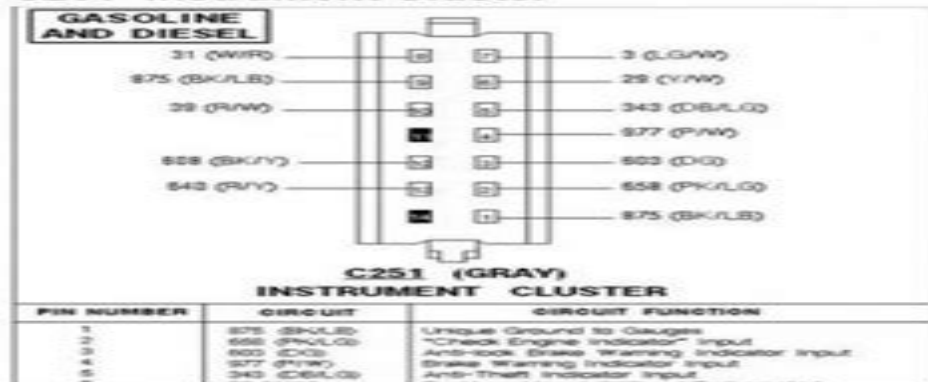 GASOLINE
AND DIESEL
31 (W/R) 3 (LG/W)
875 (BK/LB) 29 (Y/W)
39 (R/W) 343 (DB/LG)
977 (P/W)
608 (BK/Y) 603 (DG)
640 (R/Y) 658 (PK/LG)
875 (BK/LB)
C251 (GRAY)
INSTRUMENT CLUSTER
PIN NUMBER CIRCUIT CIRCUIT FUNCTION
1 875 (BK/LB) Unique Ground to Gauges
2 658 (PK/LG) "Check Engine Indicator" Input
3 603 (DG) Anti-lock Brake Warning Indicator Input
4 977 (P/W) Brake Warning Indicator Input
5 343 (DB/LG) Anti-Theft Indicator Input